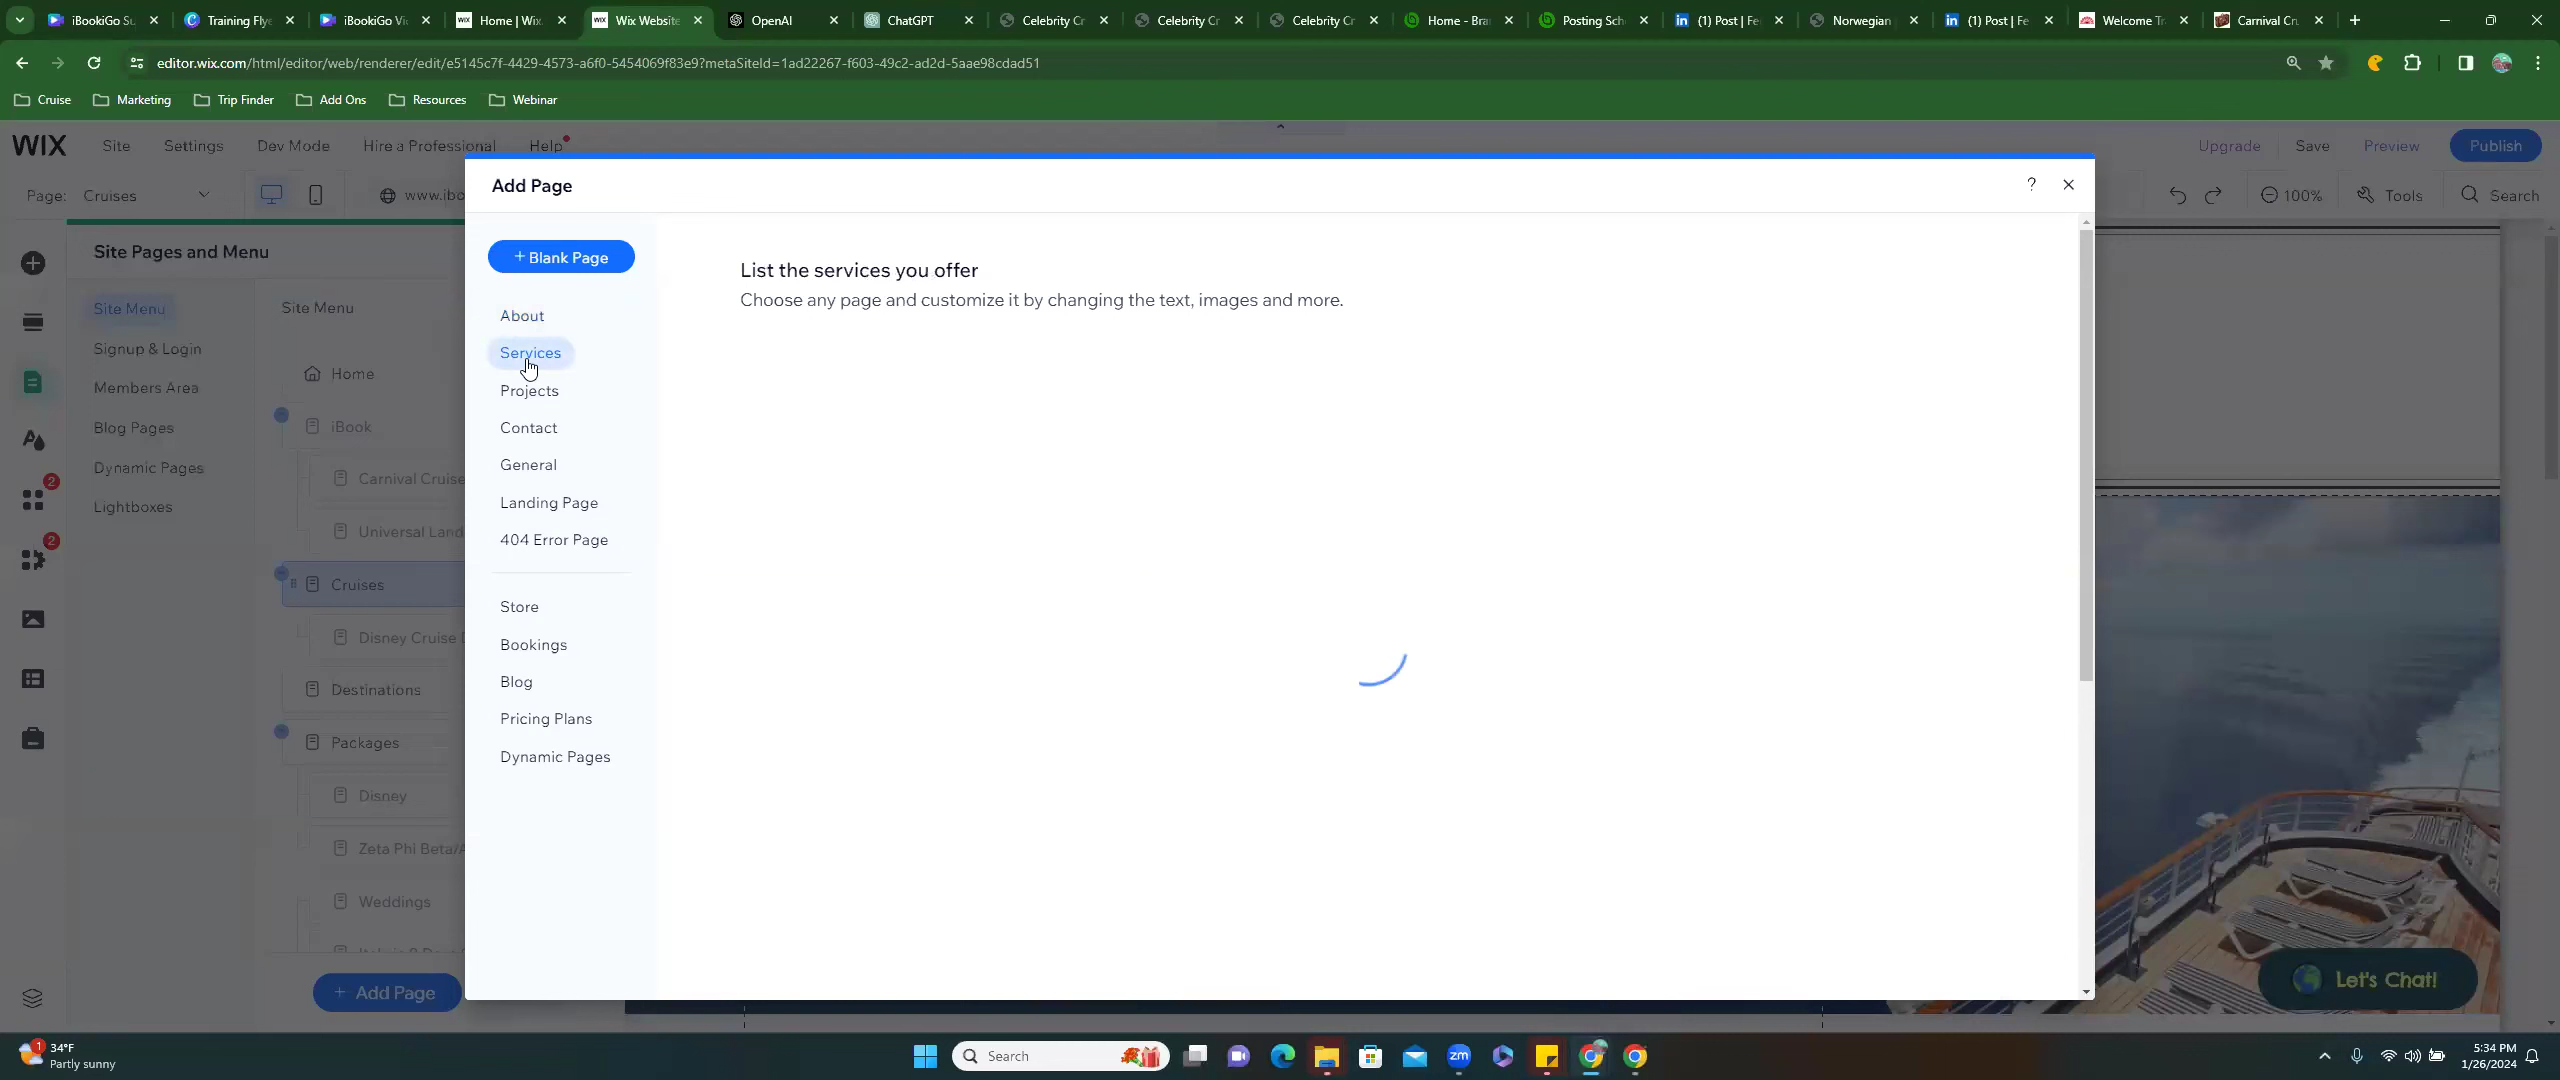 iBookiGo Su
Training Flye
iBookiGo Vi
Home | Wix.
Wix Website
OpenAI
ChatGPT
Celebrity Cr
Celebrity Cr
Celebrity Cr
Home - Bra
Posting Sch
(1) Post | Fe
Norwegian
(1) Post | Fe
Welcome Tr
Carnival Cr
editor.wix.com/html/editor/web/renderer/edit/e5145c7f-4429-4573-a6f0-5454069f83e9?metaSiteId=1ad22267-f603-49c2-ad2d-5aae98cdad51
Cruise
Marketing
Trip Finder
Add Ons
Resources
Webinar
WIX
Site
Settings
Dev Mode
Hire a Professional
Help
Upgrade
Save
Preview
Publish
Page: Cruises
www.ibo
100%
Tools
Search
Site Pages and Menu
Site Menu
Signup & Login
Members Area
Blog Pages
Dynamic Pages
Lightboxes
2
2
Site Menu
Home
iBook
Carnival Cruise
Universal Land
Cruises
Disney Cruise D
Destinations
Packages
Disney
Zeta Phi Beta/A
Weddings
+ Add Page
Add Page
?
+ Blank Page
About
Services
Projects
Contact
General
Landing Page
404 Error Page
Store
Bookings
Blog
Pricing Plans
Dynamic Pages
List the services you offer
Choose any page and customize it by changing the text, images and more.
Let's Chat!
1
34°F
Partly sunny
Search
zm
5:34 PM
1/26/2024